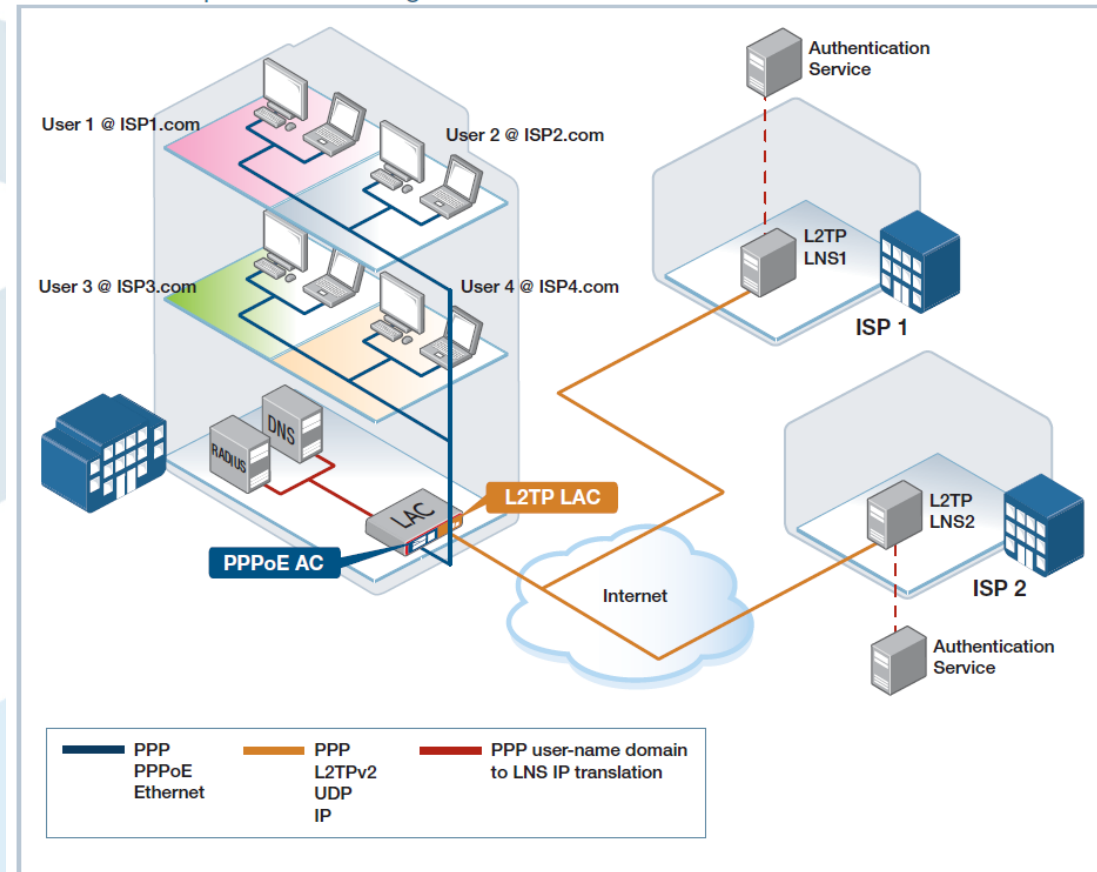 Authentication
Service
User 1 @ ISP1.com
User 2 @ ISP2.com
L2TP
LNS1
User 3 @ ISP3.com
User 4 @ ISP4.com
ISP 1
DNS
RADIUS
L2TP LAC
LAC
L2TP
LNS2
PPPoE AC
Internet
ISP 2
Authentication
Service
PPP
PPPoE
Ethernet
PPP
L2TPv2
UDP
IP
PPP user-name domain
to LNS IP translation